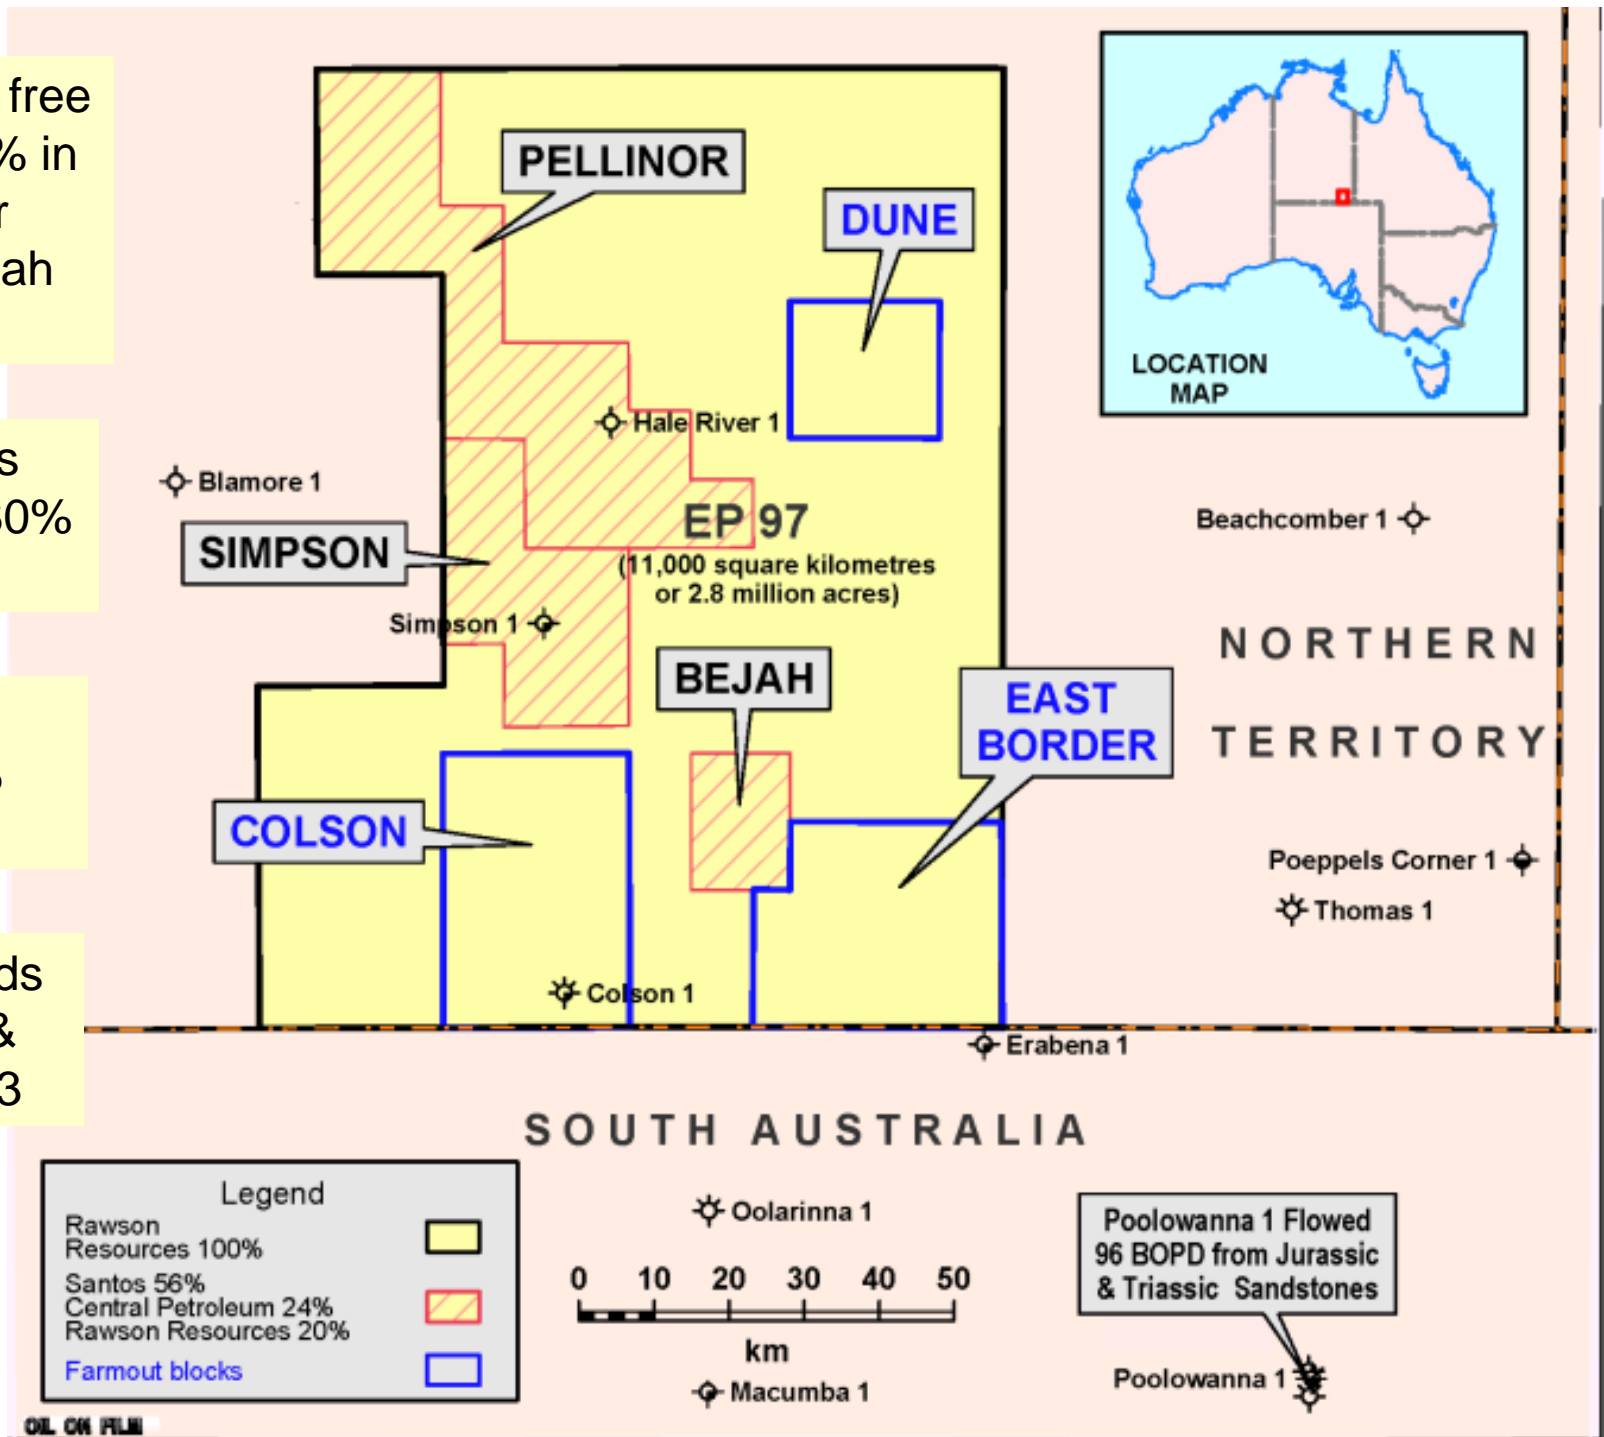 free
% in
r
ah
s
60%
ds
&
3
PELLINOR
DUNE
LOCATION
MAP
Hale River 1
Blamore 1
Beachcomber 1
EP 97
(11,000 square kilometres
or 2.8 million acres)
SIMPSON
Simpson 1
NORTHERN
TERRITORY
BEJAH
EAST
BORDER
COLSON
Poeppels Corner 1
Thomas 1
Colson 1
Erabena 1
SOUTH AUSTRALIA
Legend
Rawson
Resources 100%
Santos 56%
Central Petroleum 24%
Rawson Resources 20%
Farmout blocks
Oolarinna 1
0 10 20 30 40 50
km
Macumba 1
Poolowanna 1 Flowed
96 BOPD from Jurassic
& Triassic Sandstones
Poolowanna 1
OIL ON FILM